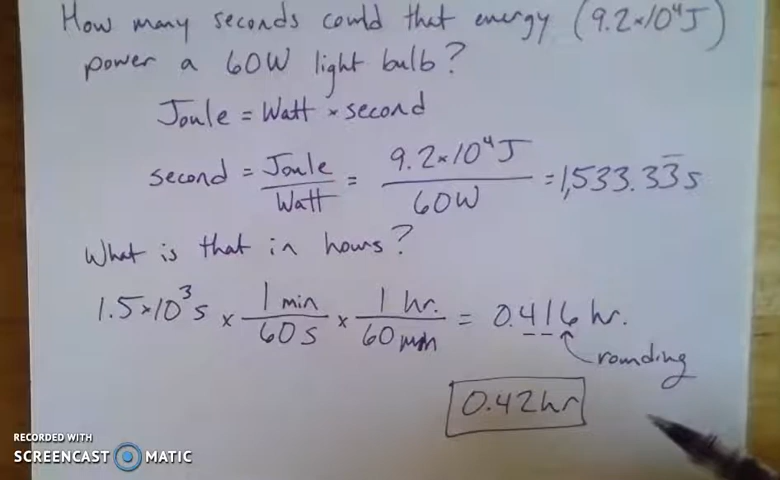 How many seconds could that energy (9.2×10⁴J)
power a 60W light bulb?
Joule = Watt × second
second = Joule/Watt = 9.2×10⁴J/60W = 1,533.33̅ s
What is that in hours?
1.5×10³ s × 1 min/60s × 1 hr./60 min = 0.416 hr.
rounding
0.42hr
RECORDED WITH
SCREENCAST MATIC